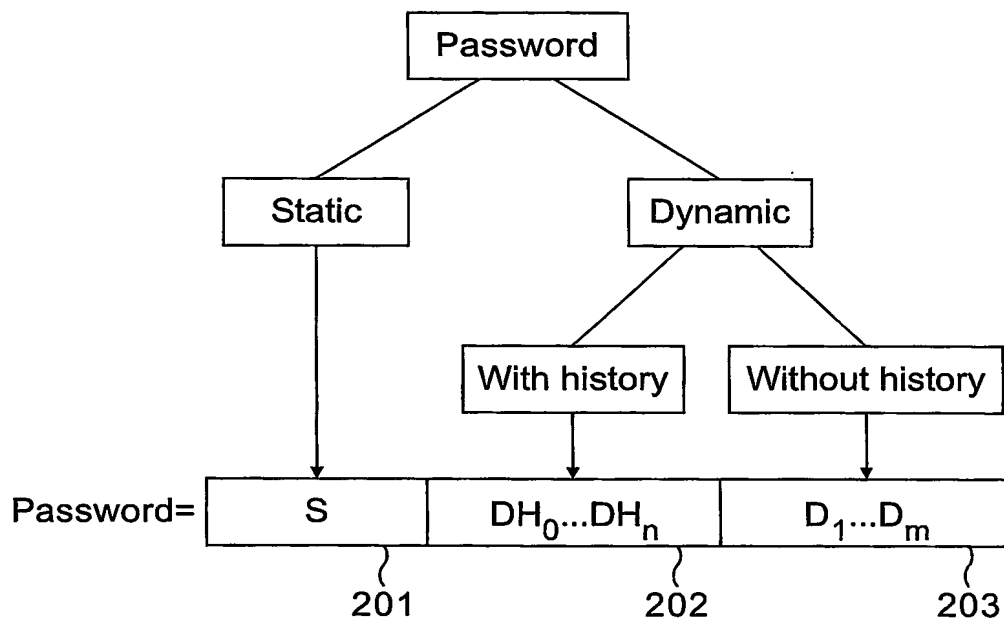 Password
Static
Dynamic
With history
Without history
Password= S DH₀...DHₙ D₁...Dₘ
201 202 203